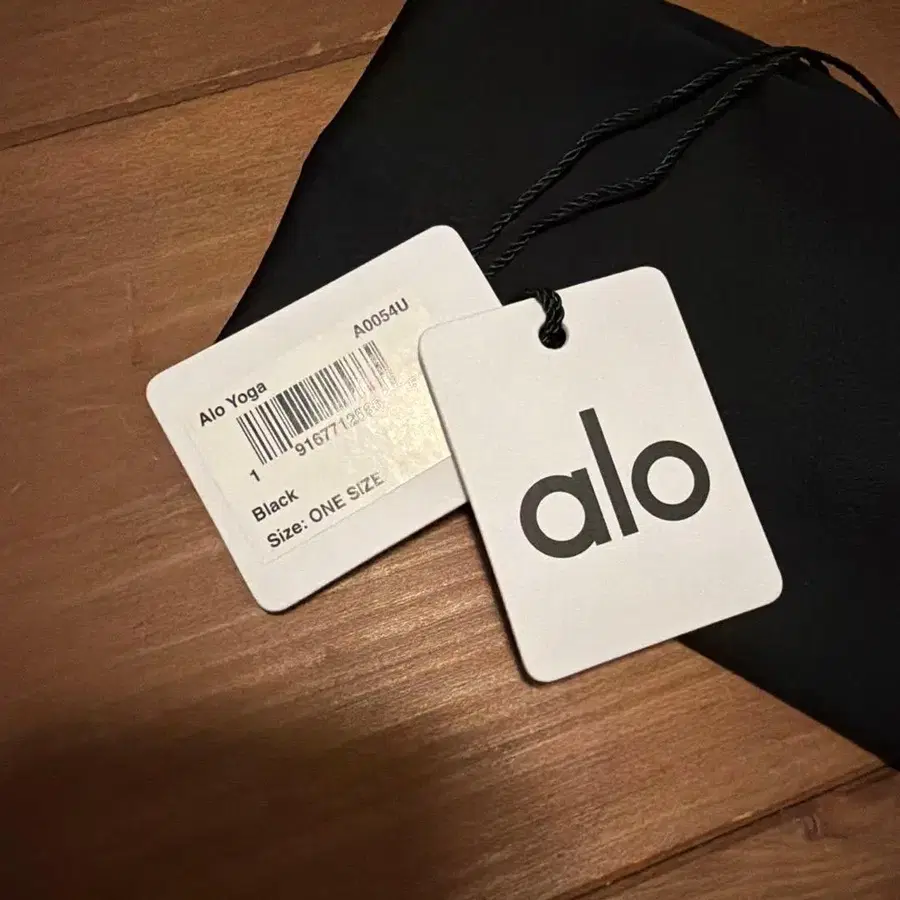 A0054U
Alo Yoga
1
Black
Size: ONE SIZE
alo